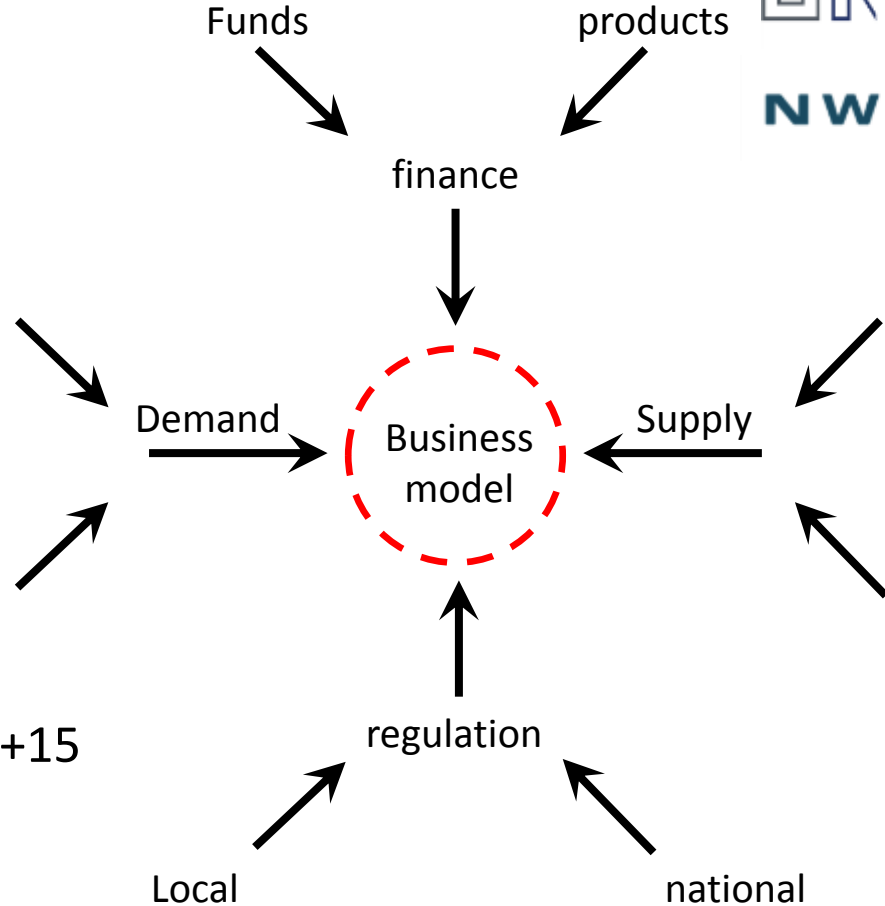 Funds
products
NW
finance
Demand
Supply
Business
model
+15
regulation
Local
national